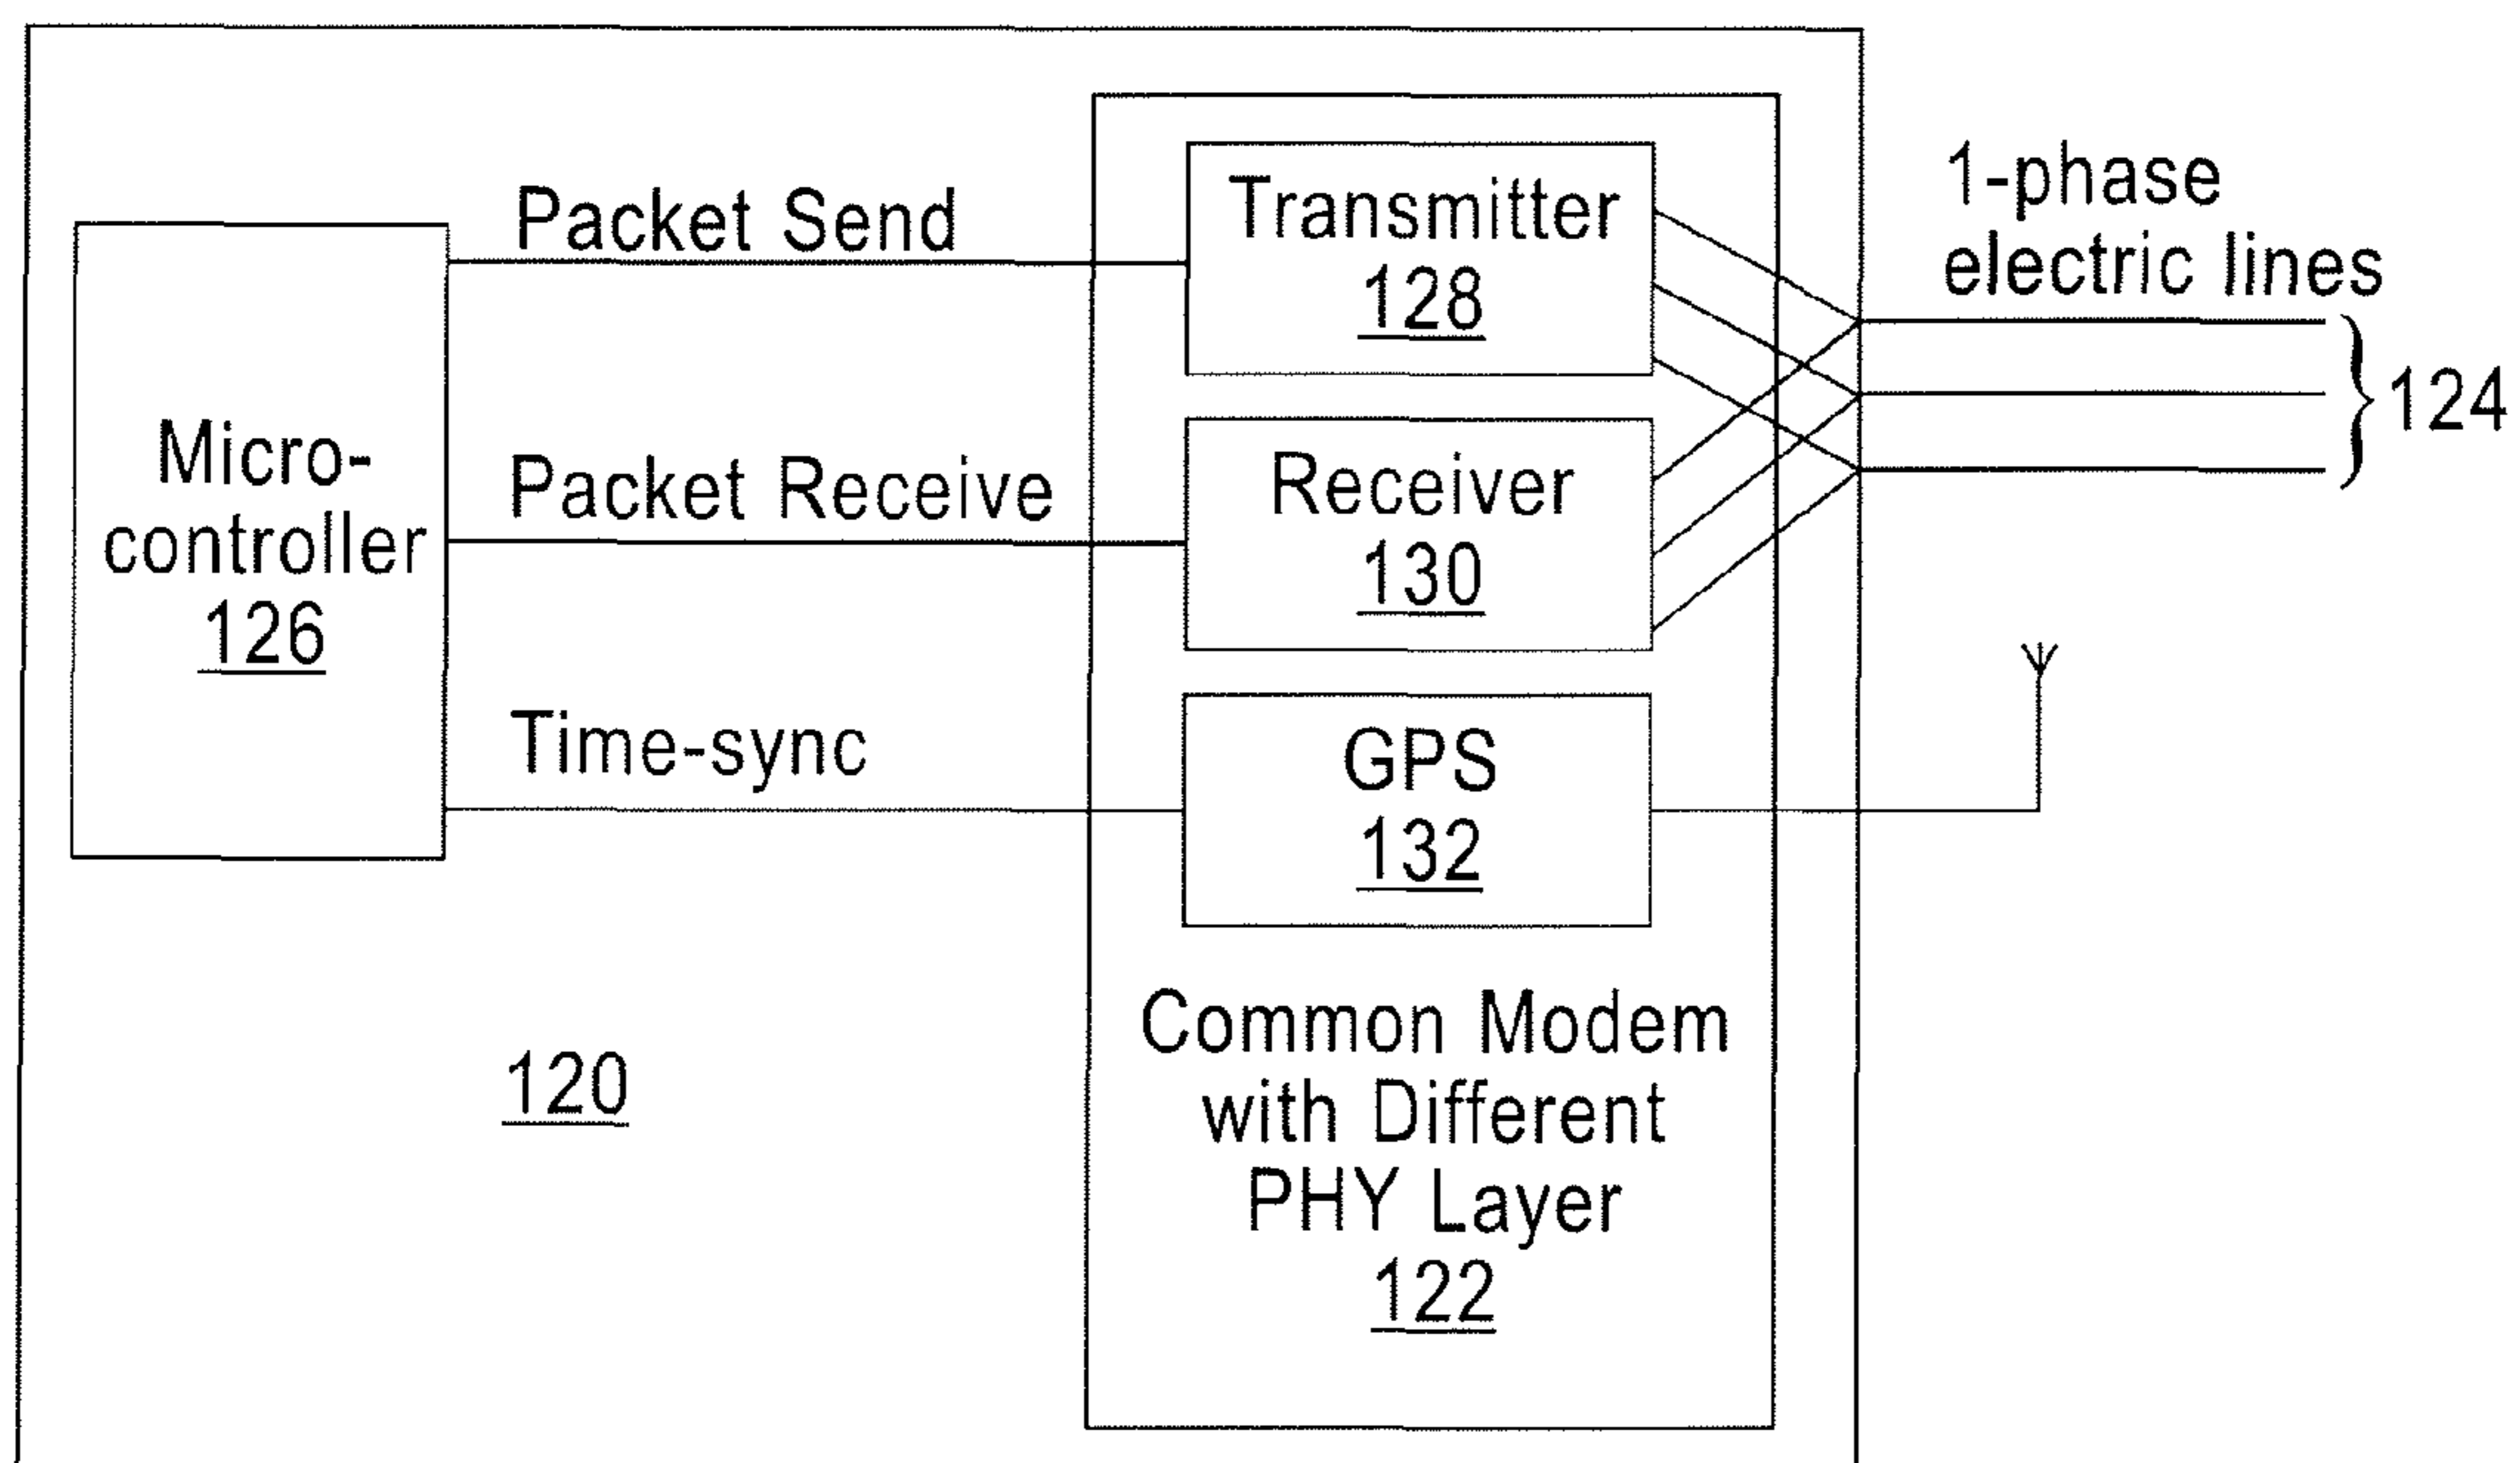 Packet Send
Transmitter
128
1-phase
electric lines
124
Micro-
controller
126
Packet Receive
Receiver
130
Time-sync
GPS
132
Common Modem
with Different
PHY Layer
122
120